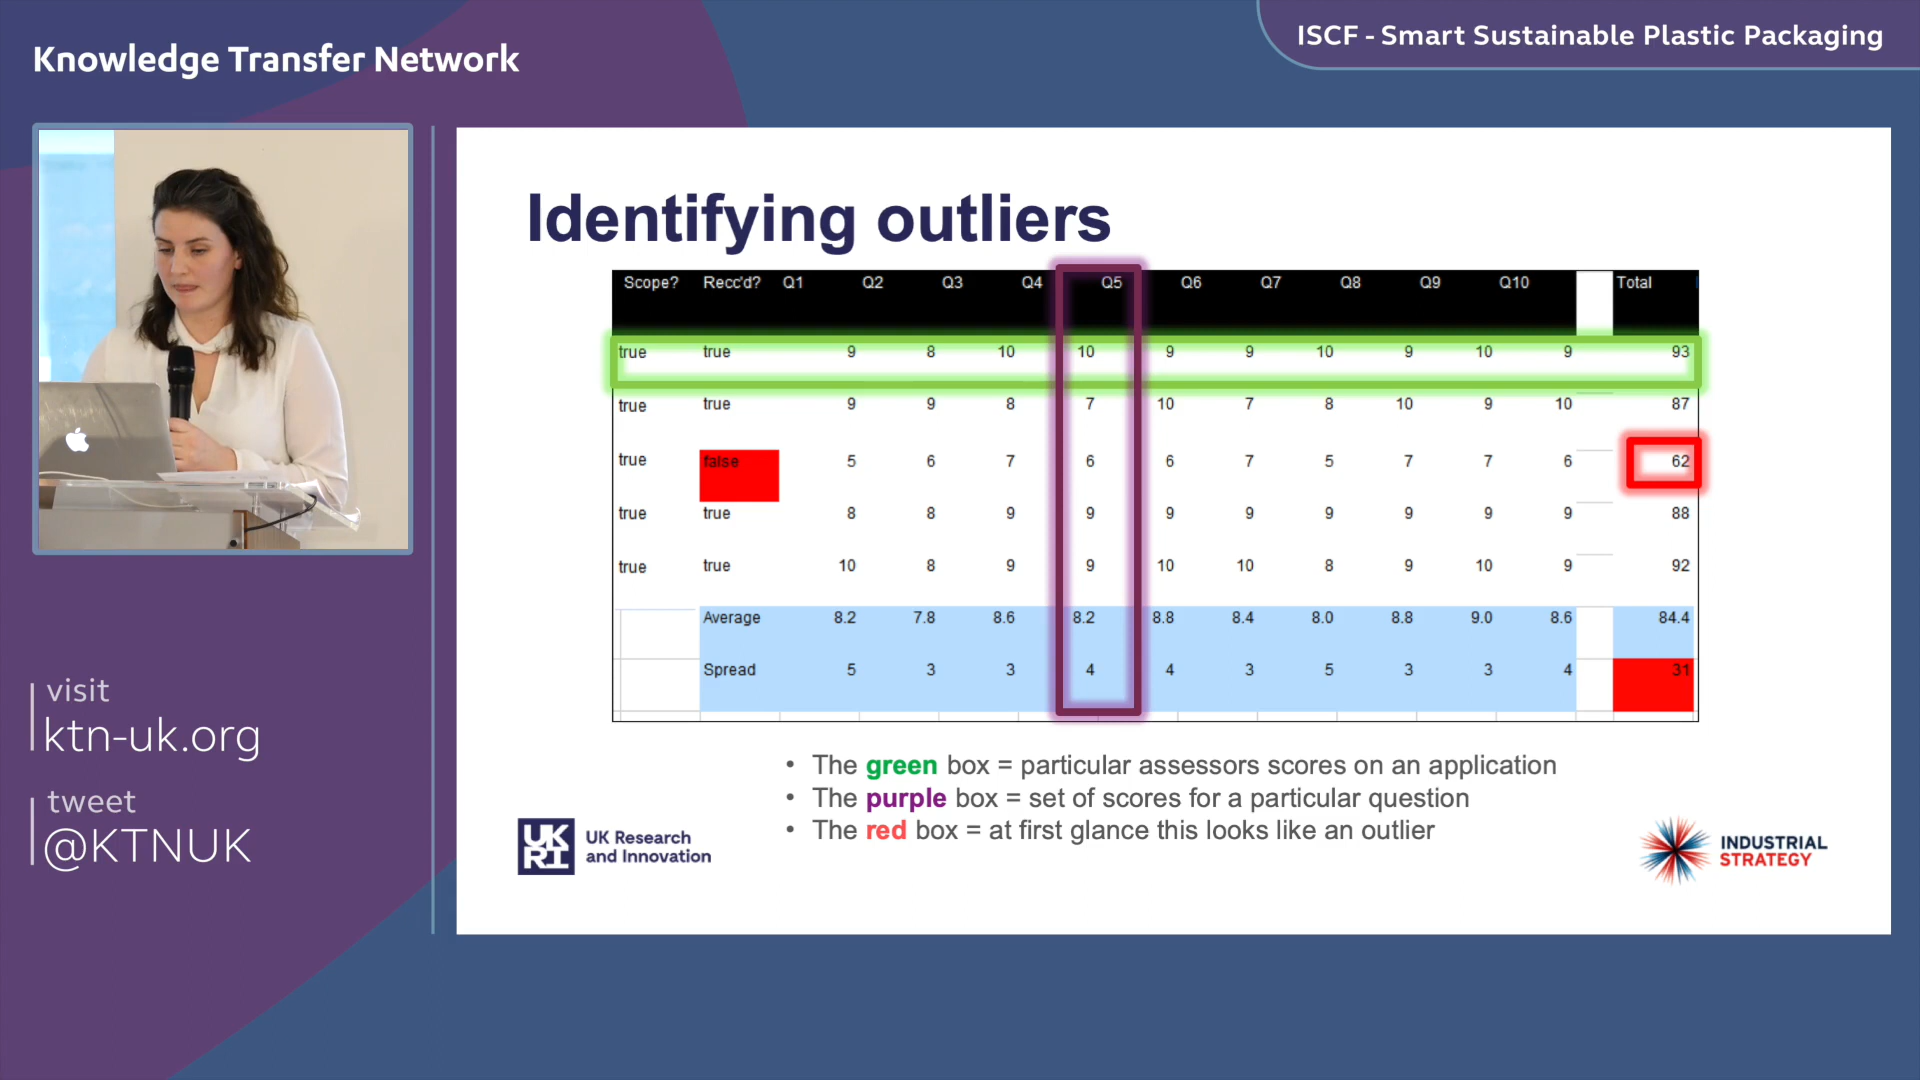 Knowledge Transfer Network
ISCF - Smart Sustainable Plastic Packaging
Identifying outliers
Scope? Recc'd? Q1 Q2 Q3 Q4 Q5 Q6 Q7 Q8 Q9 Q10 Total
true true 9 8 10 10 9 9 10 9 10 9 93
true true 9 9 8 7 10 7 8 10 9 10 87
true false 5 6 7 6 6 7 5 7 7 6 62
true true 8 8 9 9 9 9 9 9 9 9 88
true true 10 8 9 9 10 10 8 9 10 9 92
Average 8.2 7.8 8.6 8.2 8.8 8.4 8.0 8.8 9.0 8.6 84.4
Spread 5 3 3 4 4 3 5 3 3 4 31
• The green box = particular assessors scores on an application
• The purple box = set of scores for a particular question
• The red box = at first glance this looks like an outlier
UK
RI
UK Research
and Innovation
INDUSTRIAL
STRATEGY
visit
ktn-uk.org
tweet
@KTNUK